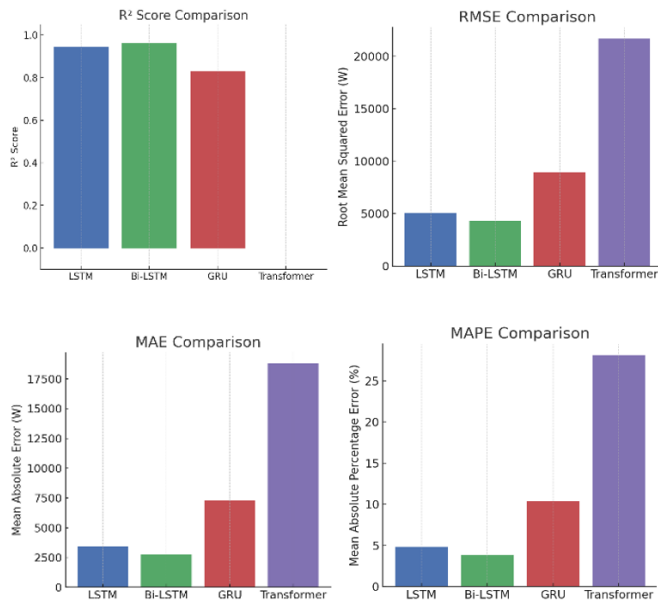 R² Score Comparison
R² Score
1.0
0.8
0.6
0.4
0.2
0.0
LSTM Bi-LSTM GRU Transformer
RMSE Comparison
Root Mean Squared Error (W)
20000
15000
10000
5000
0
LSTM Bi-LSTM GRU Transformer
MAE Comparison
Mean Absolute Error (W)
17500
15000
12500
10000
7500
5000
2500
0
LSTM Bi-LSTM GRU Transformer
MAPE Comparison
Mean Absolute Percentage Error (%)
25
20
15
10
5
0
LSTM Bi-LSTM GRU Transformer